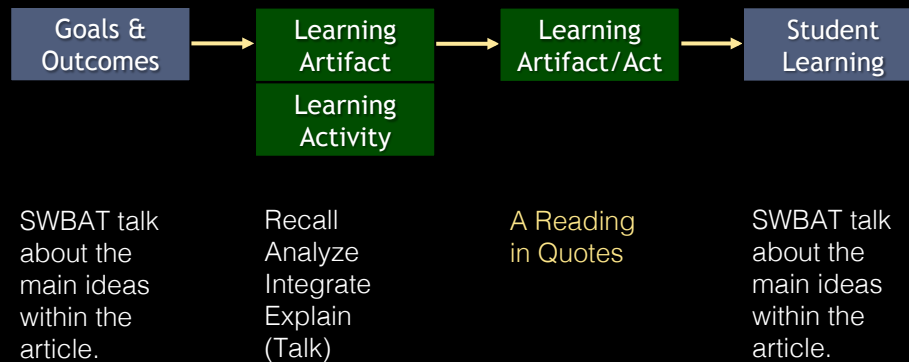 Goals &
Outcomes
Learning
Artifact
Learning
Activity
Learning
Artifact/Act
Student
Learning
SWBAT talk
about the
main ideas
within the
article.
Recall
Analyze
Integrate
Explain
(Talk)
A Reading
in Quotes
SWBAT talk
about the
main ideas
within the
article.